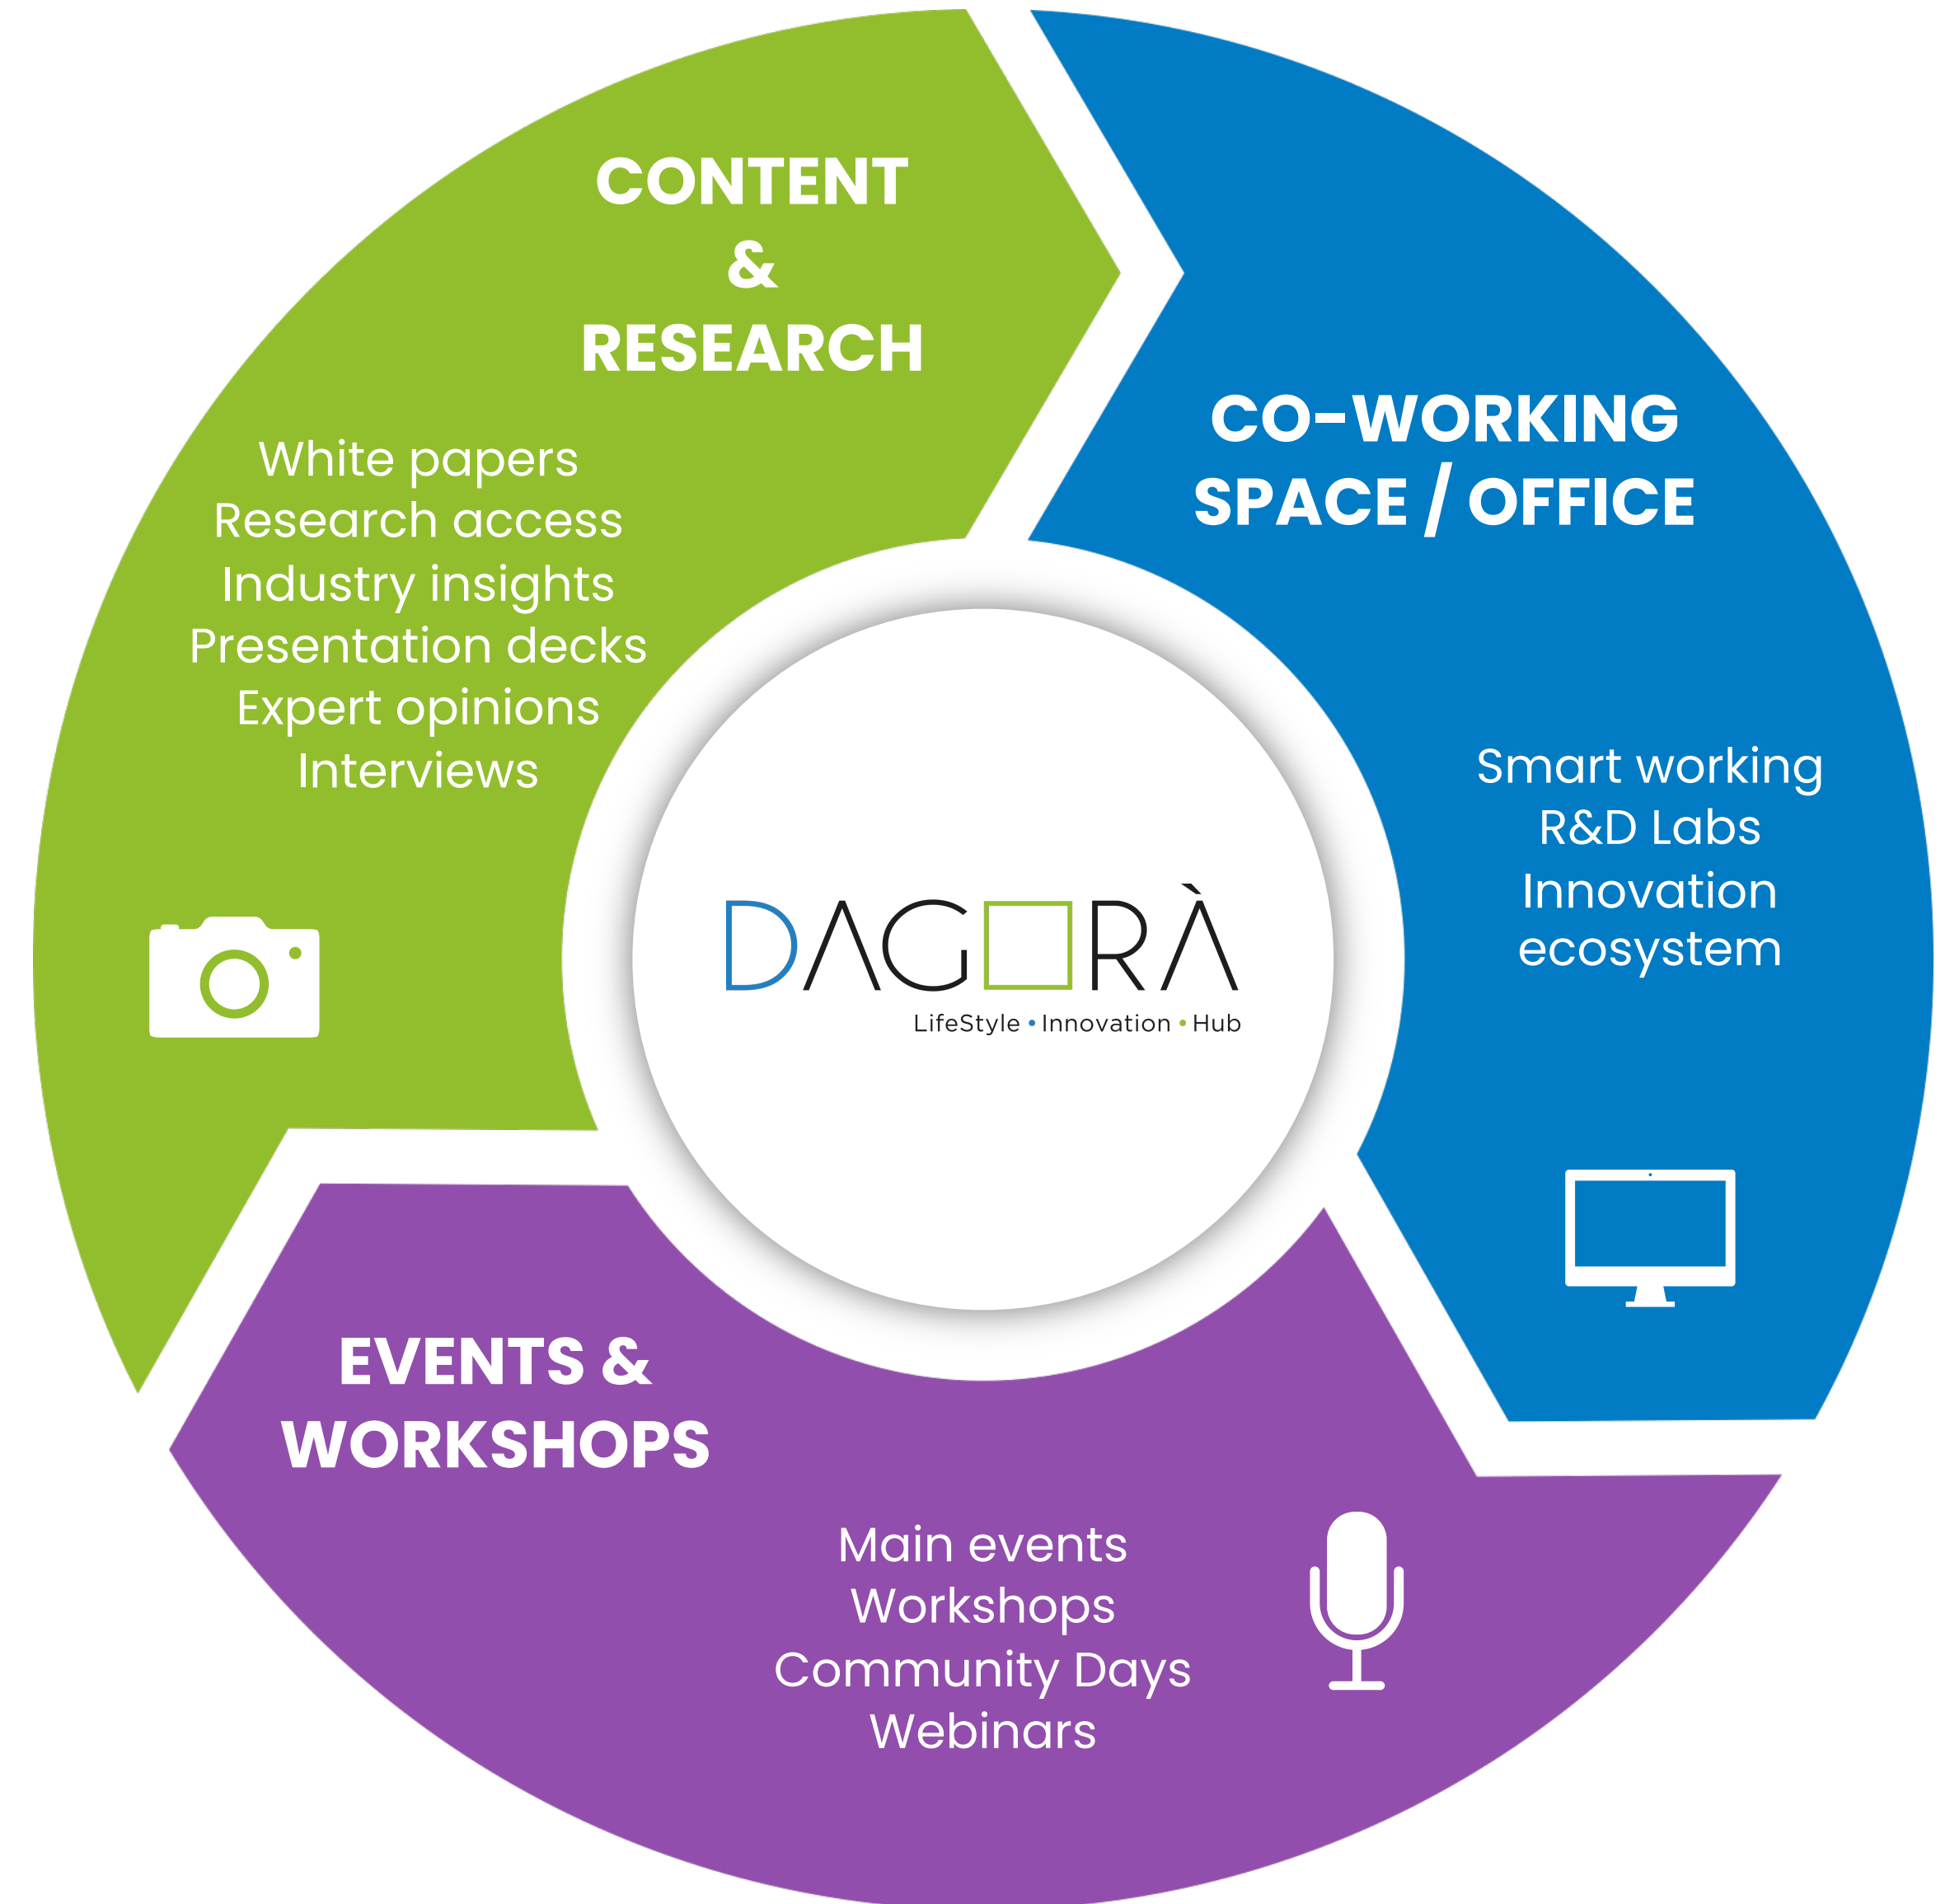 CONTENT
&
RESEARCH
White papers
Research access
Industry insights
Presentation decks
Expert opinions
Interviews
CO-WORKING
SPACE / OFFICE
Smart working
R&D Labs
Innovation
ecosystem
DAGORÀ
LifeStyle • Innovation • Hub
EVENTS &
WORKSHOPS
Main events
Workshops
Community Days
Webinars